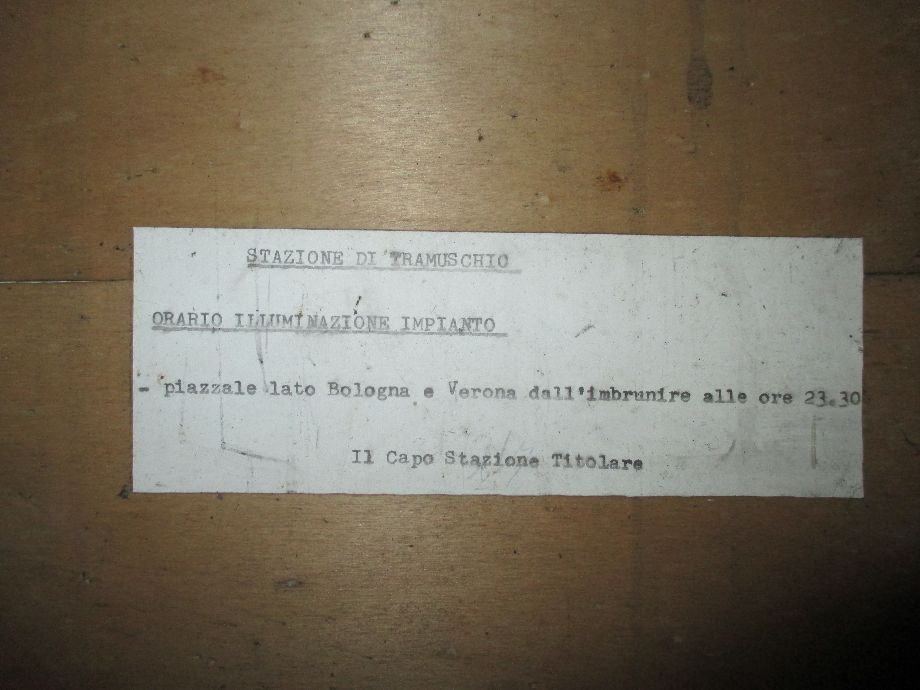 STAZIONE DI TRAMUSCHIO
ORARIO ILLUMINAZIONE IMPIANTO
- piazzale lato Bologna e Verona dall'imbrunire alle ore 23.30
Il Capo Stazione Titolare